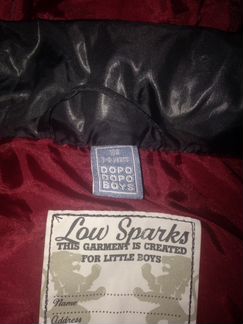 DOPO
DOPO
BOYS
Low Sparks
THIS GARMENT IS CREATED
FOR LITTLE BOYS
Name
Address